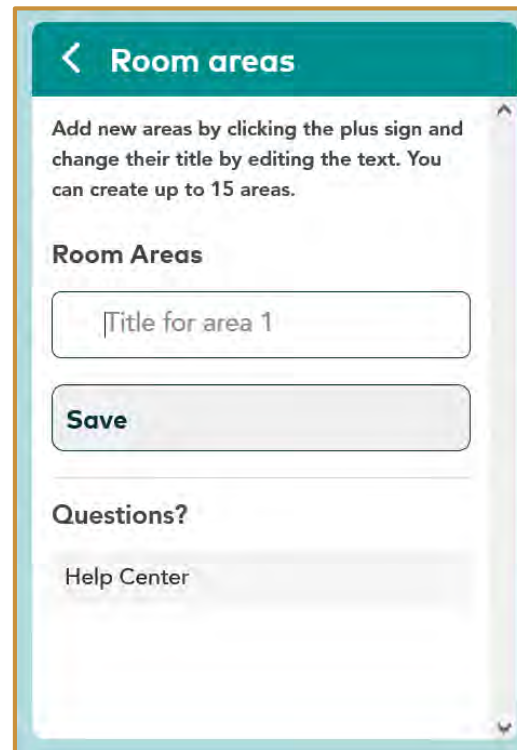 Room areas
Add new areas by clicking the plus sign and
change their title by editing the text. You
can create up to 15 areas.
Room Areas
Title for area 1
Save
Questions?
Help Center